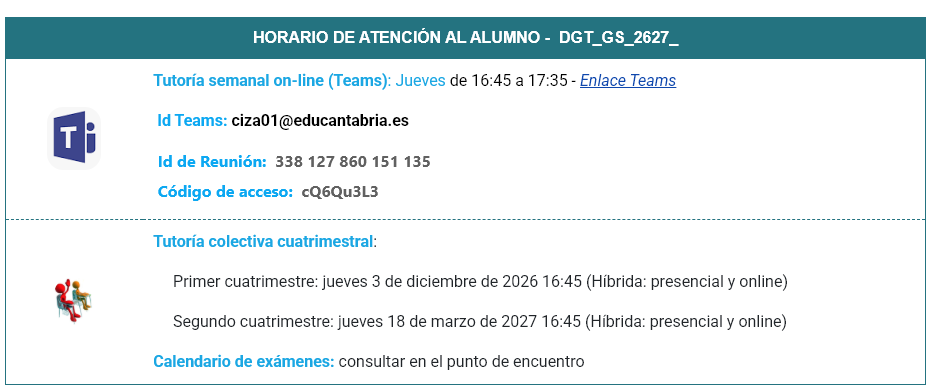 HORARIO DE ATENCIÓN AL ALUMNO - DGT_GS_2627_
Tutoría semanal on-line (Teams): Jueves de 16:45 a 17:35 - Enlace Teams
Id Teams: ciza01@educantabria.es
Id de Reunión: 338 127 860 151 135
Código de acceso: cQ6Qu3L3
Tutoría colectiva cuatrimestral:
Primer cuatrimestre: jueves 3 de diciembre de 2026 16:45 (Híbrida: presencial y online)
Segundo cuatrimestre: jueves 18 de marzo de 2027 16:45 (Híbrida: presencial y online)
Calendario de exámenes: consultar en el punto de encuentro